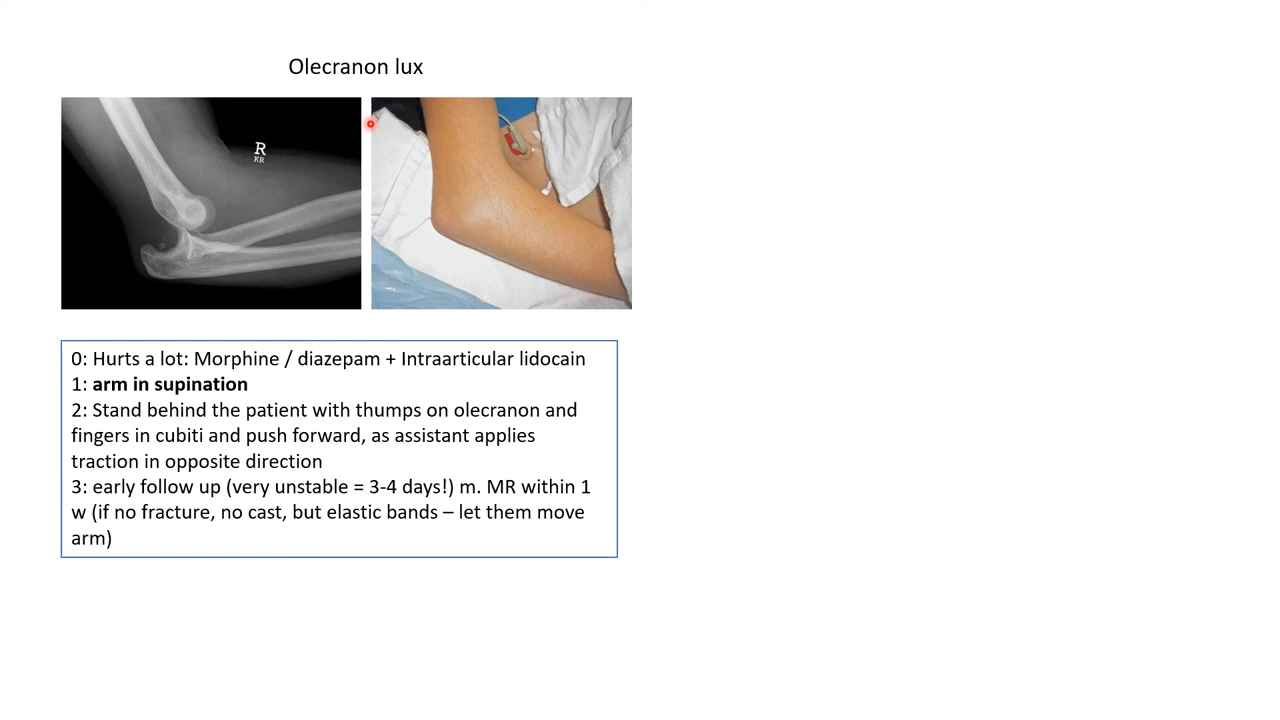 Olecranon lux
R
KR
0: Hurts a lot: Morphine / diazepam + Intraarticular lidocain
1: arm in supination
2: Stand behind the patient with thumps on olecranon and
fingers in cubiti and push forward, as assistant applies
traction in opposite direction
3: early follow up (very unstable = 3-4 days!) m. MR within 1
w (if no fracture, no cast, but elastic bands – let them move
arm)